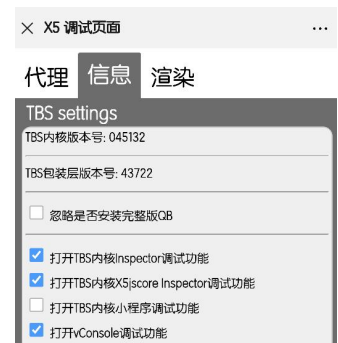 X5 调试页面
代理 信息 渲染
TBS settings
TBS内核版本号: 045132
TBS包装层版本号: 43722
忽略是否安装完整版QB
打开TBS内核Inspector调试功能
打开TBS内核X5jscore Inspector调试功能
打开TBS内核小程序调试功能
打开vConsole调试功能